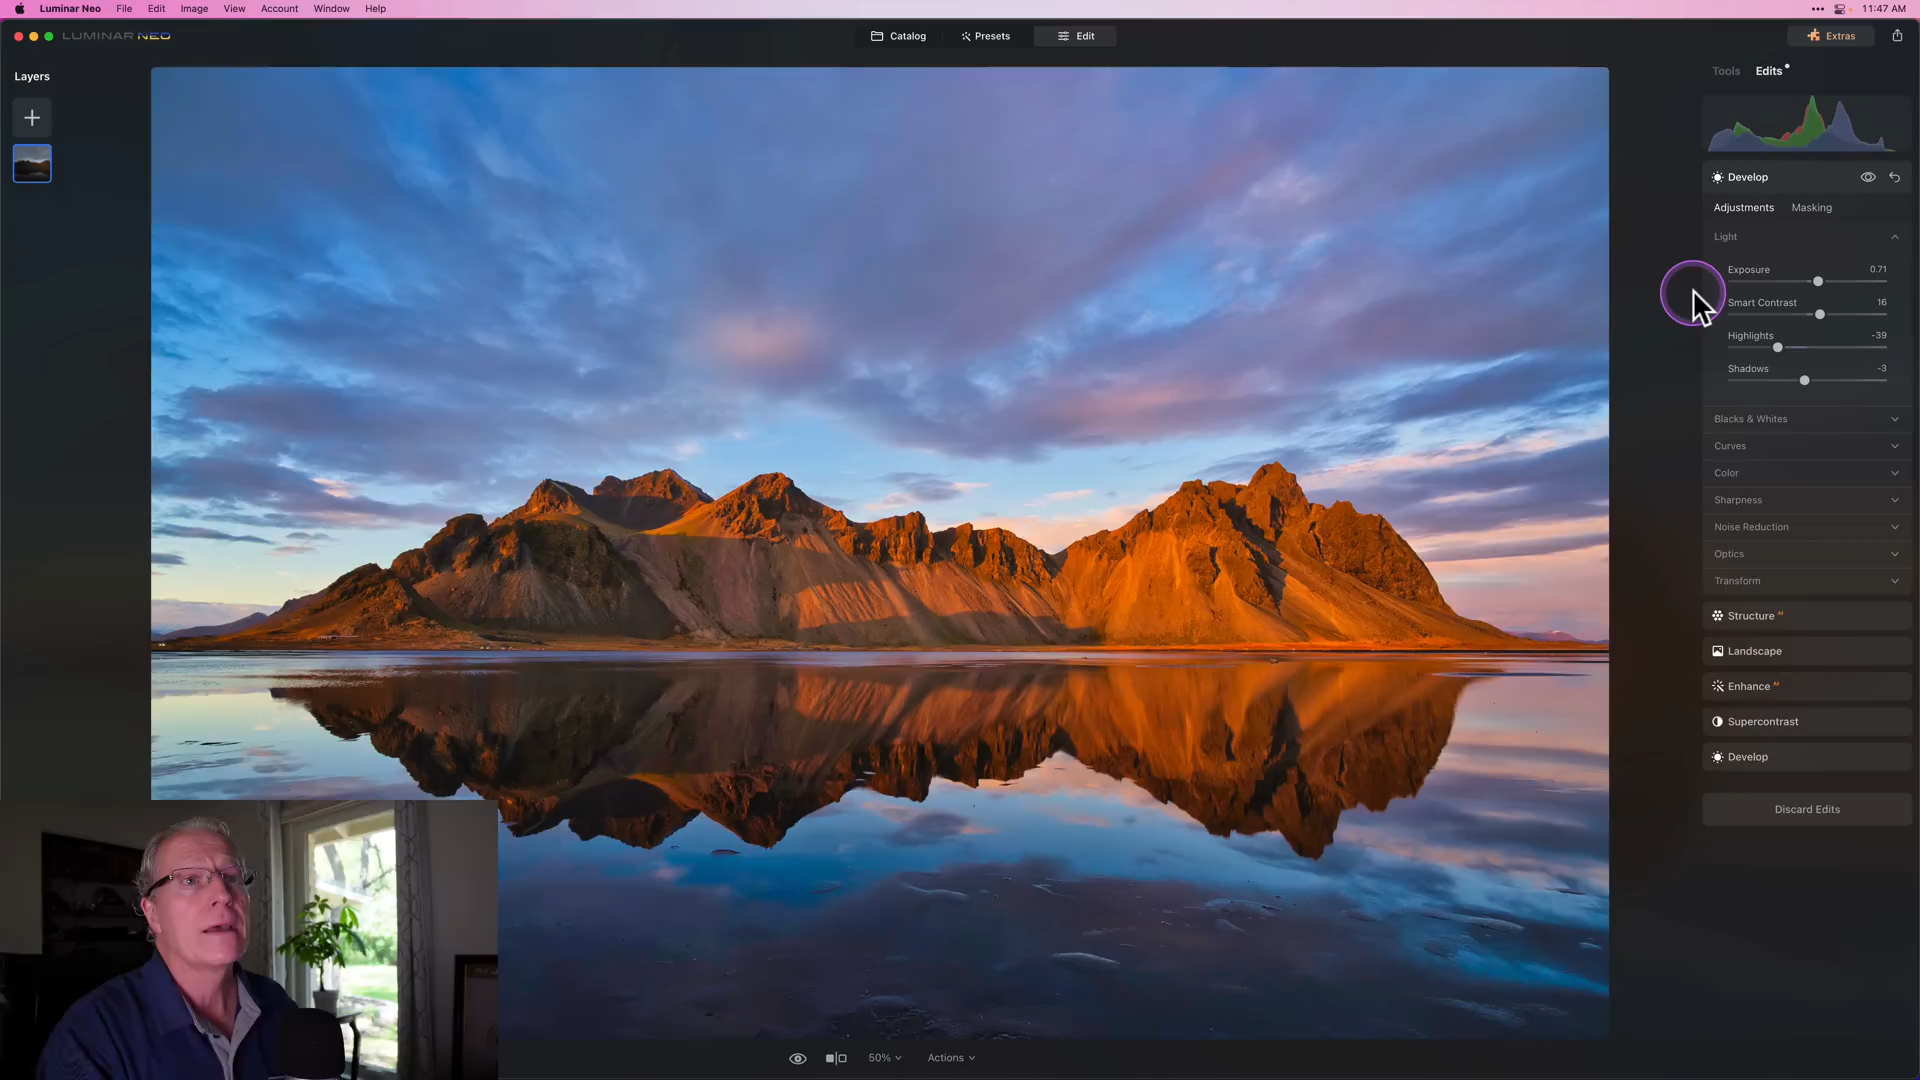 Luminar Neo File Edit Image View Account Window Help
11:47 AM
LUMINAR NEO
Catalog Presets Edit
Extras
Layers
Tools Edits
Develop
Adjustments Masking
Light
Exposure 0.71
Smart Contrast 16
Highlights -39
Shadows -3
Blacks & Whites
Curves
Color
Sharpness
Noise Reduction
Optics
Transform
Structure AI
Landscape
Enhance AI
Supercontrast
Develop
Discard Edits
50% Actions